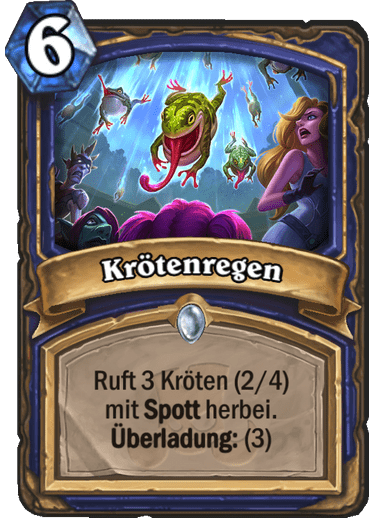 6
Krötenregen
Ruft 3 Kröten (2/4)
mit Spott herbei.
Überladung: (3)